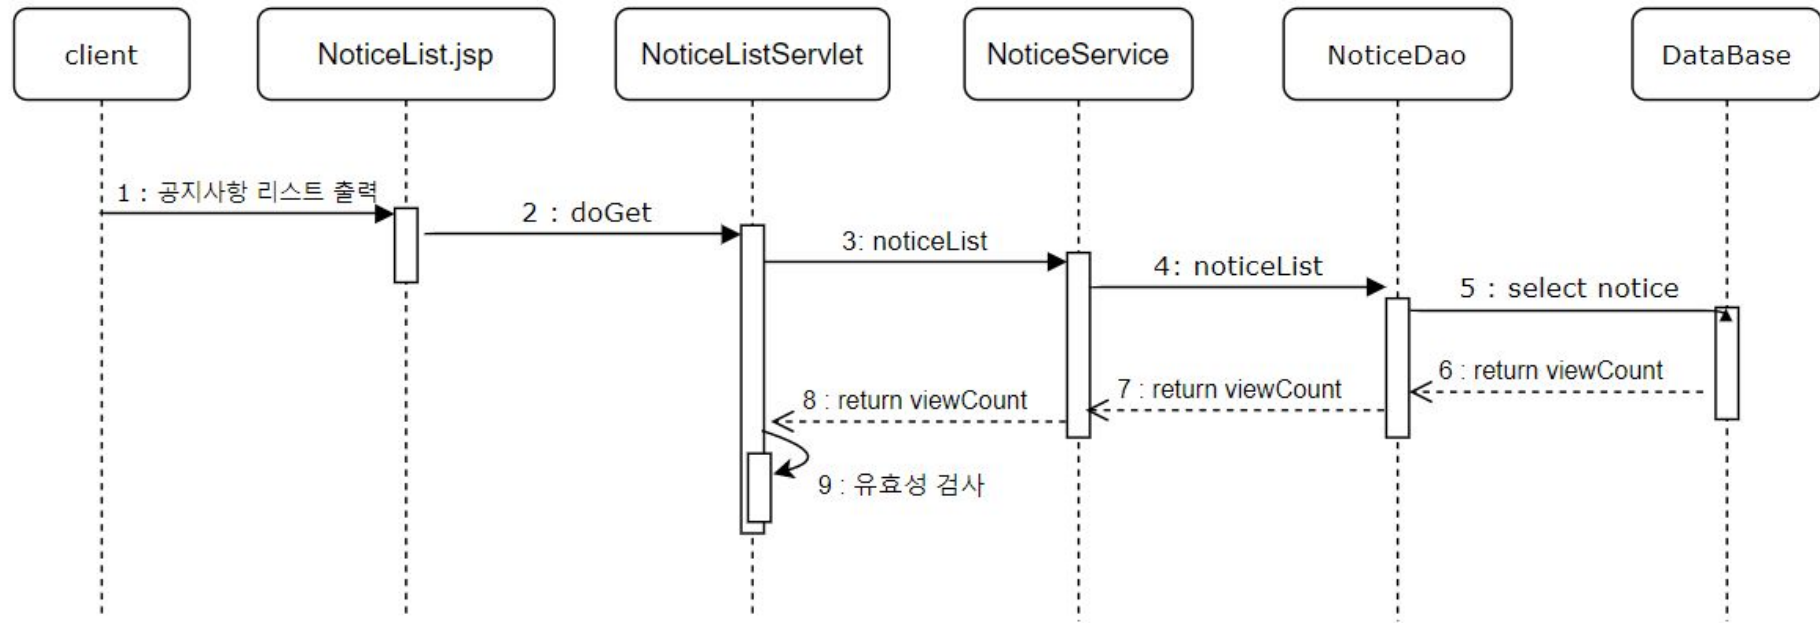 client
NoticeList.jsp
NoticeListServlet
NoticeService
NoticeDao
DataBase
1 : 공지사항 리스트 출력
2 : doGet
3: noticeList
4: noticeList
5 : select notice
6 : return viewCount
7 : return viewCount
8 : return viewCount
9 : 유효성 검사